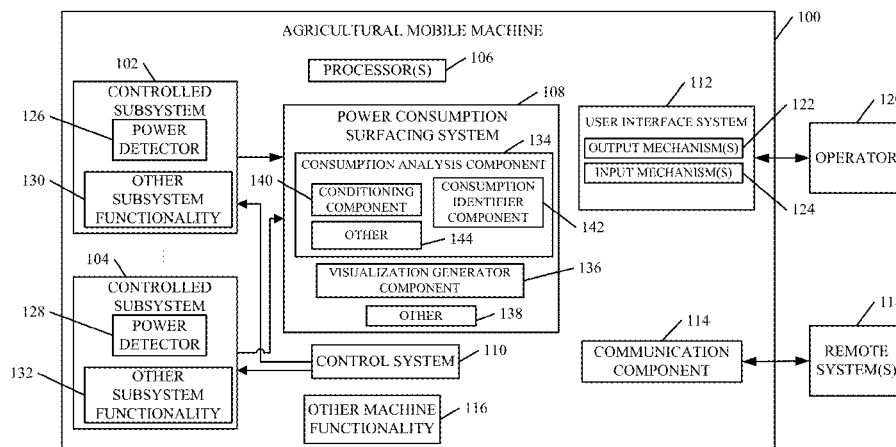 AGRICULTURAL MOBILE MACHINE
100
102
CONTROLLED
SUBSYSTEM
126
POWER
DETECTOR
130
OTHER
SUBSYSTEM
FUNCTIONALITY
104
CONTROLLED
SUBSYSTEM
128
POWER
DETECTOR
132
OTHER
SUBSYSTEM
FUNCTIONALITY
PROCESSOR(S)
106
108
POWER CONSUMPTION
SURFACING SYSTEM
134
CONSUMPTION ANALYSIS COMPONENT
140
CONDITIONING
COMPONENT
CONSUMPTION
IDENTIFIER
COMPONENT
142
OTHER
144
VISUALIZATION GENERATOR
COMPONENT
136
OTHER
138
CONTROL SYSTEM
110
OTHER MACHINE
FUNCTIONALITY
116
112
USER INTERFACE SYSTEM
OUTPUT MECHANISM(S)
122
INPUT MECHANISM(S)
124
114
COMMUNICATION
COMPONENT
OPERATOR
REMOTE
SYSTEM(S)